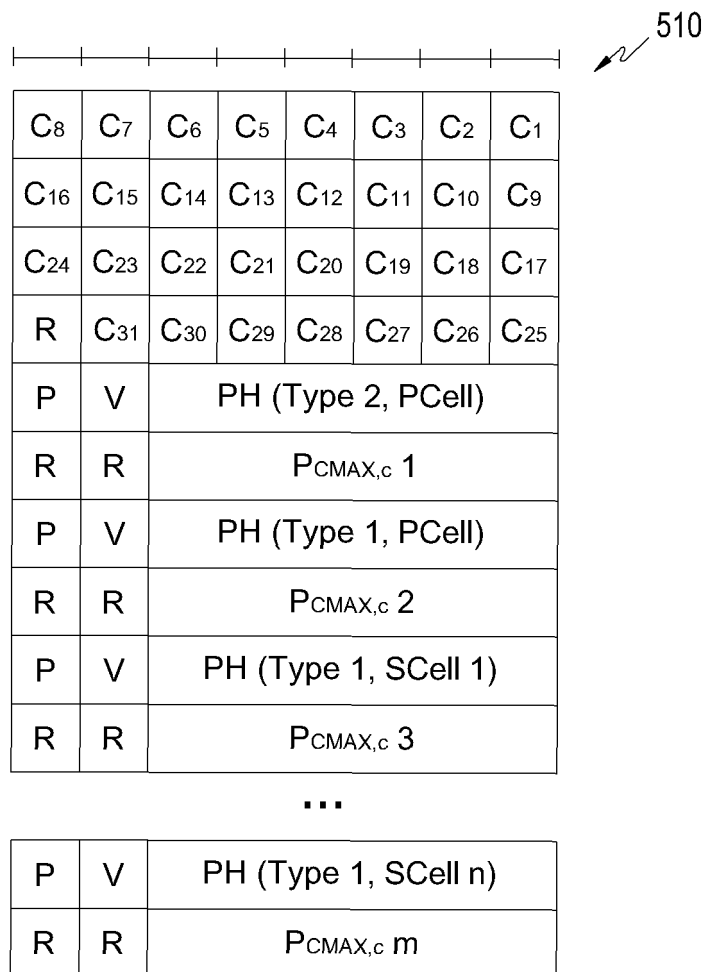 510
C8 C7 C6 C5 C4 C3 C2 C1
C16 C15 C14 C13 C12 C11 C10 C9
C24 C23 C22 C21 C20 C19 C18 C17
R C31 C30 C29 C28 C27 C26 C25
P V PH (Type 2, PCell)
R R PCMAX,c 1
P V PH (Type 1, PCell)
R R PCMAX,c 2
P V PH (Type 1, SCell 1)
R R PCMAX,c 3
...
P V PH (Type 1, SCell n)
R R PCMAX,c m